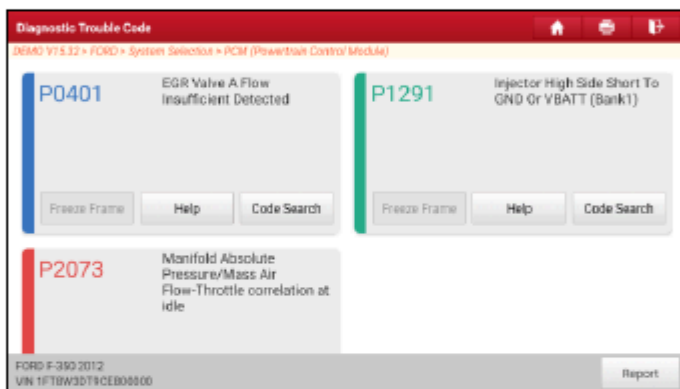 Diagnostic Trouble Code
DEMO V15.32 > FORD > System Selection > PCM (Powertrain Control Module)
P0401
EGR Valve A Flow
Insufficient Detected
Freeze Frame
Help
Code Search
P1291
Injector High Side Short To
GND Or VBATT (Bank1)
Freeze Frame
Help
Code Search
P2073
Manifold Absolute
Pressure/Mass Air
Flow-Throttle correlation at
idle
FORD F-350 2012
VIN 1FT8W3DT9CEB00000
Report